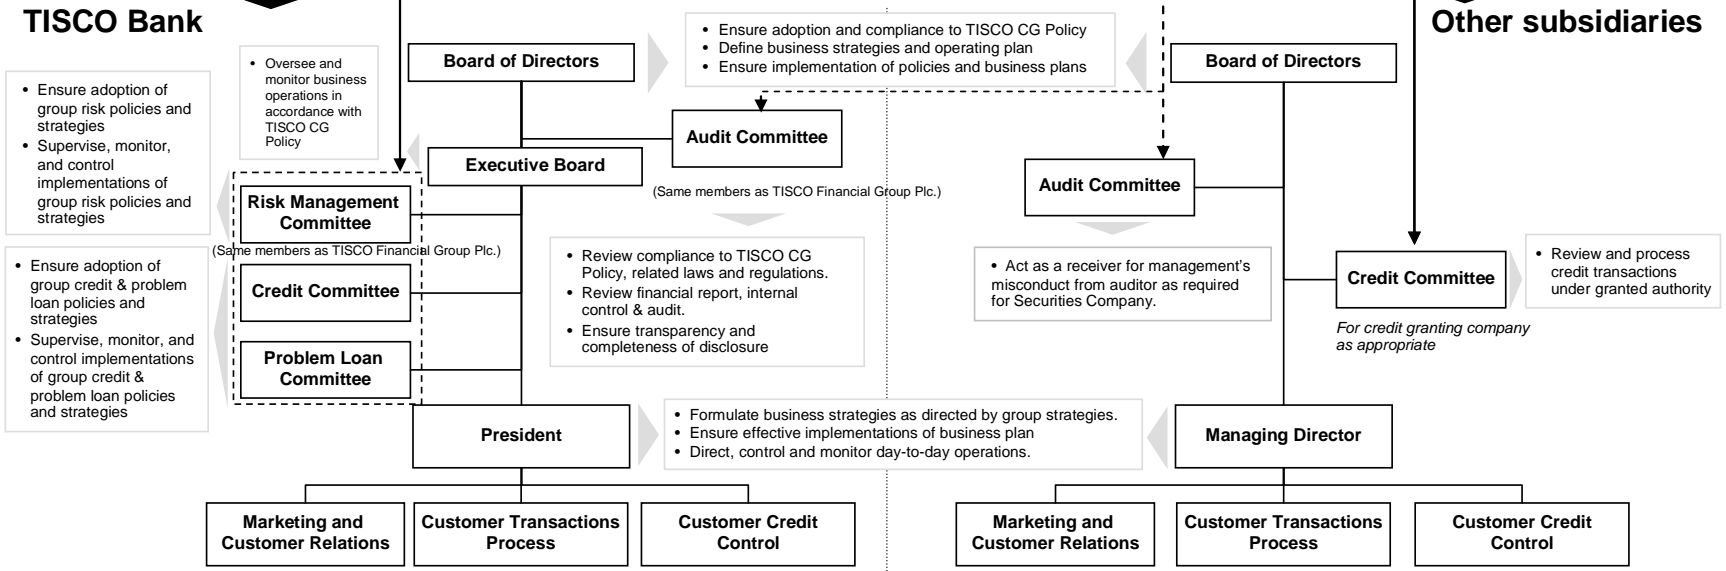 TISCO Bank
Other subsidiaries
• Ensure adoption and compliance to TISCO CG Policy
• Define business strategies and operating plan
• Ensure implementation of policies and business plans
Board of Directors
Board of Directors
• Oversee and
monitor business
operations in
accordance with
TISCO CG
Policy
• Ensure adoption of
group risk policies and
strategies
• Supervise, monitor,
and control
implementations of
group risk policies and
strategies
Audit Committee
(Same members as TISCO Financial Group Plc.)
Executive Board
Audit Committee
Risk Management
Committee
(Same members as TISCO Financial Group Plc.)
• Ensure adoption of
group credit & problem
loan policies and
strategies
• Supervise, monitor, and
control implementations
of group credit &
problem loan policies
and strategies
Credit Committee
Problem Loan
Committee
• Review compliance to TISCO CG
Policy, related laws and regulations.
• Review financial report, internal
control & audit.
• Ensure transparency and
completeness of disclosure
• Act as a receiver for management’s
misconduct from auditor as required
for Securities Company.
Credit Committee
For credit granting company
as appropriate
• Review and process
credit transactions
under granted authority
President
• Formulate business strategies as directed by group strategies.
• Ensure effective implementations of business plan
• Direct, control and monitor day-to-day operations.
Managing Director
Marketing and
Customer Relations
Customer Transactions
Process
Customer Credit
Control
Marketing and
Customer Relations
Customer Transactions
Process
Customer Credit
Control